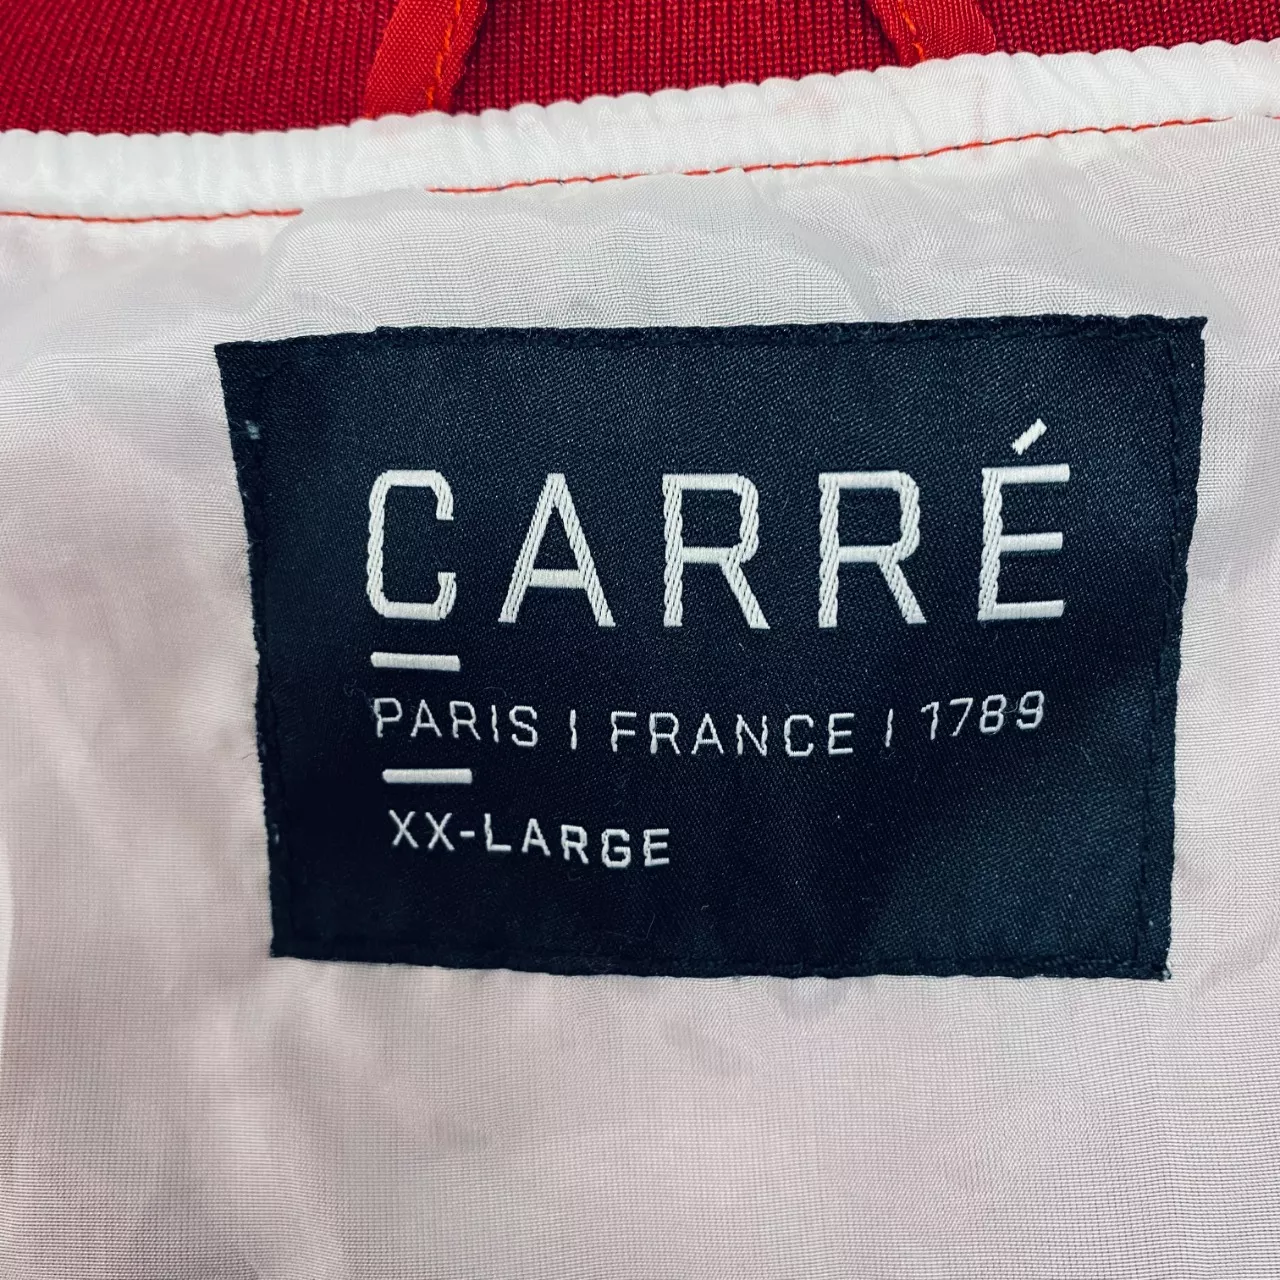 CARRÉ
PARIS | FRANCE | 1789
XX-LARGE